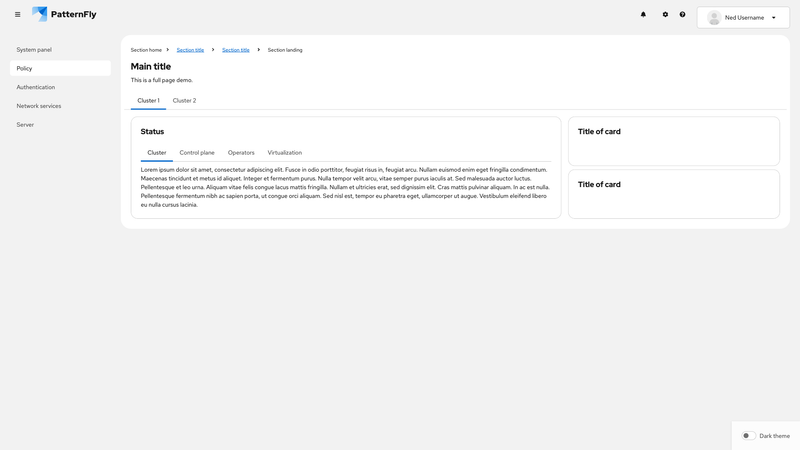 PatternFly
Ned Username
System panel
Policy
Authentication
Network services
Server
Section home
Section title
Section title
Section landing
Main title
This is a full page demo.
Cluster 1
Cluster 2
Status
Cluster
Control plane
Operators
Virtualization
Lorem ipsum dolor sit amet, consectetur adipiscing elit. Fusce in odio porttitor, feugiat risus in, feugiat arcu. Nullam euismod enim eget fringilla condimentum.
Maecenas tincidunt et metus id aliquet. Integer et fermentum purus. Nulla tempor velit arcu, vitae semper purus iaculis at. Sed malesuada auctor luctus.
Pellentesque et leo urna. Aliquam vitae felis congue lacus mattis fringilla. Nullam et ultricies erat, sed dignissim elit. Cras mattis pulvinar aliquam. In ac est nulla.
Pellentesque fermentum nibh ac sapien porta, ut congue orci aliquam. Sed nisl est, tempor eu pharetra eget, ullamcorper ut augue. Vestibulum eleifend libero
eu nulla cursus lacinia.
Title of card
Title of card
Dark theme